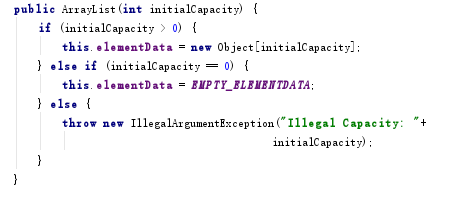 public ArrayList(int initialCapacity) {
    if (initialCapacity > 0) {
        this.elementData = new Object[initialCapacity];
    } else if (initialCapacity == 0) {
        this.elementData = EMPTY_ELEMENTDATA;
    } else {
        throw new IllegalArgumentException("Illegal Capacity: "+
                                           initialCapacity);
    }
}